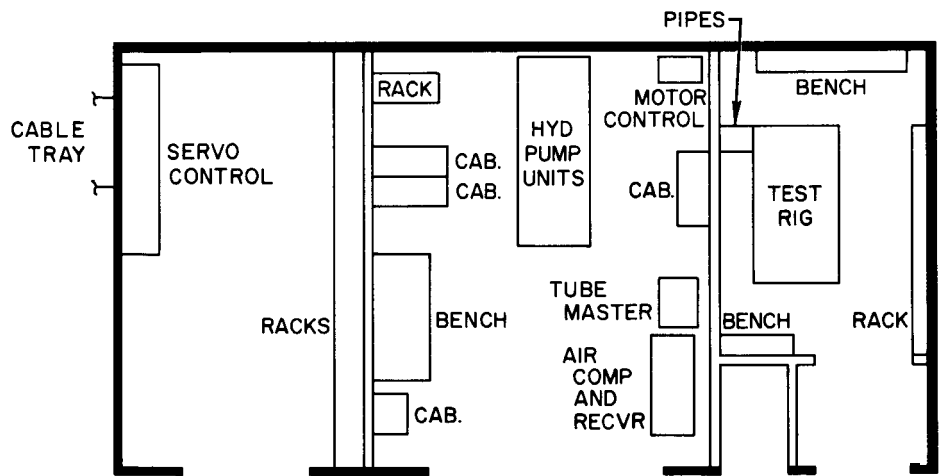 PIPES
CABLE
TRAY
SERVO
CONTROL
RACKS
RACK
CAB.
CAB.
BENCH
CAB.
HYD
PUMP
UNITS
MOTOR
CONTROL
CAB.
TUBE
MASTER
AIR
COMP
AND
RECVR
BENCH
TEST
RIG
BENCH
RACK